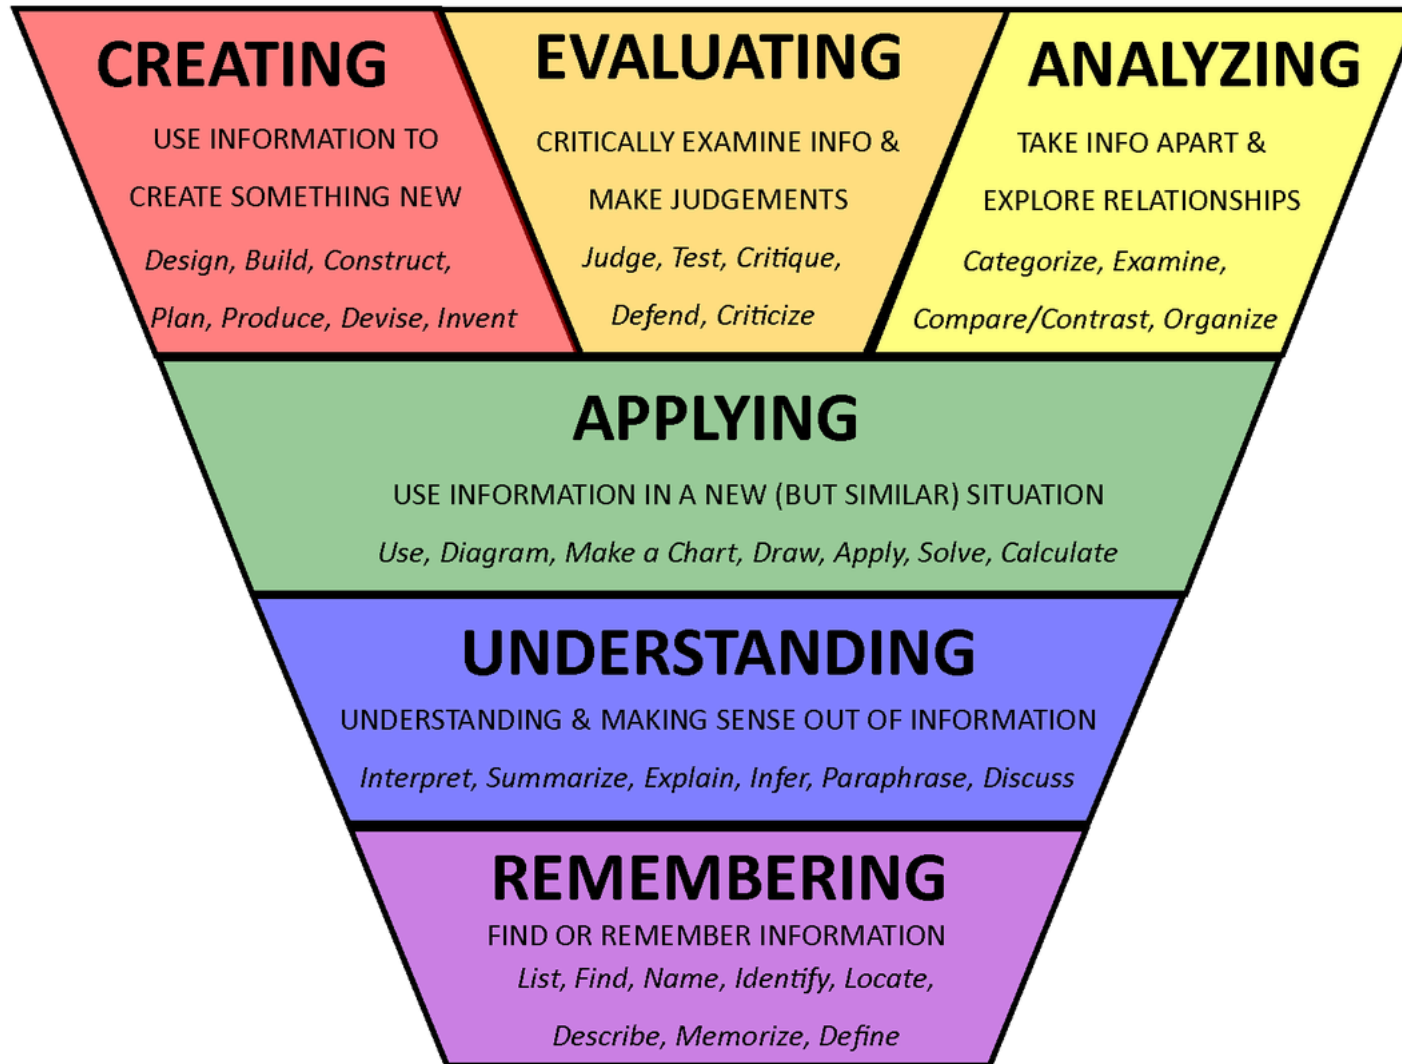 CREATING
USE INFORMATION TO
CREATE SOMETHING NEW
Design, Build, Construct,
Plan, Produce, Devise, Invent
EVALUATING
CRITICALLY EXAMINE INFO &
MAKE JUDGEMENTS
Judge, Test, Critique,
Defend, Criticize
ANALYZING
TAKE INFO APART &
EXPLORE RELATIONSHIPS
Categorize, Examine,
Compare/Contrast, Organize
APPLYING
USE INFORMATION IN A NEW (BUT SIMILAR) SITUATION
Use, Diagram, Make a Chart, Draw, Apply, Solve, Calculate
UNDERSTANDING
UNDERSTANDING & MAKING SENSE OUT OF INFORMATION
Interpret, Summarize, Explain, Infer, Paraphrase, Discuss
REMEMBERING
FIND OR REMEMBER INFORMATION
List, Find, Name, Identify, Locate,
Describe, Memorize, Define